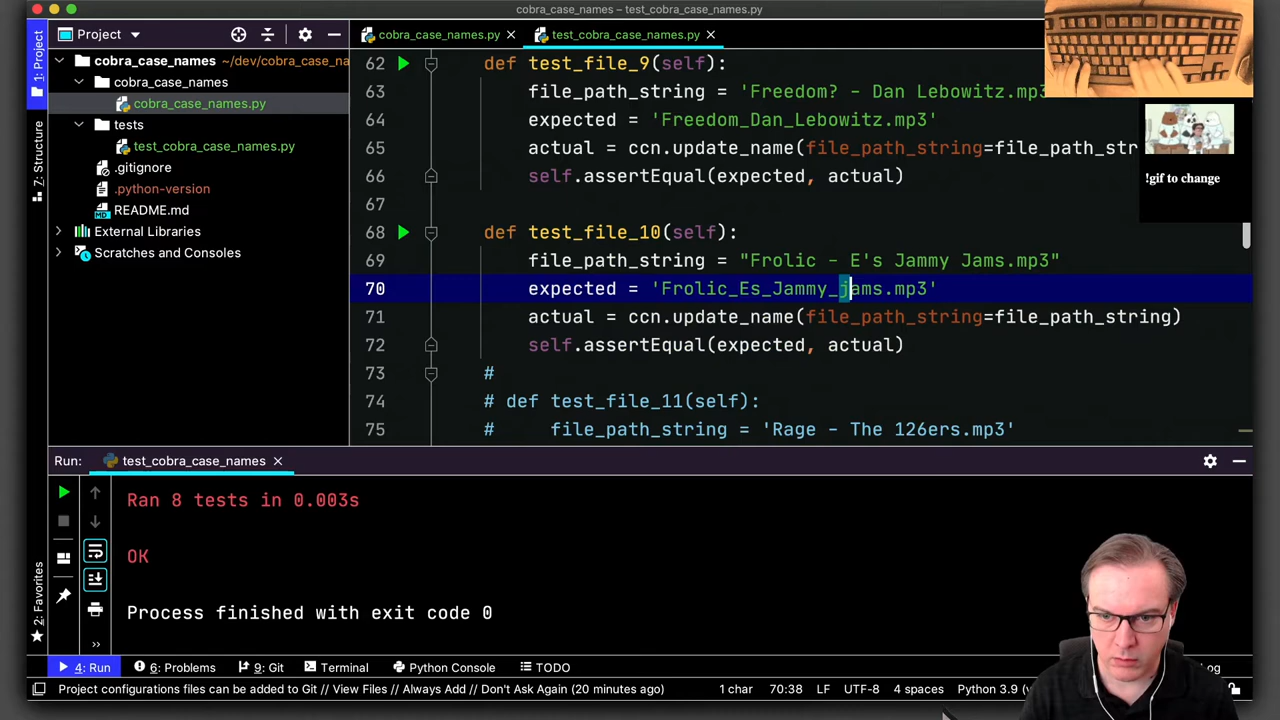 cobra_case_names – test_cobra_case_names.py
1: Project
Project
cobra_case_names ~/dev/cobra_case_na
cobra_case_names
cobra_case_names.py
tests
test_cobra_case_names.py
.gitignore
.python-version
README.md
External Libraries
Scratches and Consoles
7: Structure
2: Favorites
cobra_case_names.py
test_cobra_case_names.py
62 def test_file_9(self):
63 file_path_string = 'Freedom? - Dan Lebowitz.mp3
64 expected = 'Freedom_Dan_Lebowitz.mp3'
65 actual = ccn.update_name(file_path_string=file_path_str
66 self.assertEqual(expected, actual)
67
68 def test_file_10(self):
69 file_path_string = "Frolic - E's Jammy Jams.mp3"
70 expected = 'Frolic_Es_Jammy_jams.mp3'
71 actual = ccn.update_name(file_path_string=file_path_string)
72 self.assertEqual(expected, actual)
73 #
74 # def test_file_11(self):
75 # file_path_string = 'Rage - The 126ers.mp3'
!gif to change
Run: test_cobra_case_names
Ran 8 tests in 0.003s
OK
Process finished with exit code 0
4: Run
6: Problems
9: Git
Terminal
Python Console
TODO
Project configurations files can be added to Git // View Files // Always Add // Don't Ask Again (20 minutes ago)
1 char
70:38
LF
UTF-8
4 spaces
Python 3.9